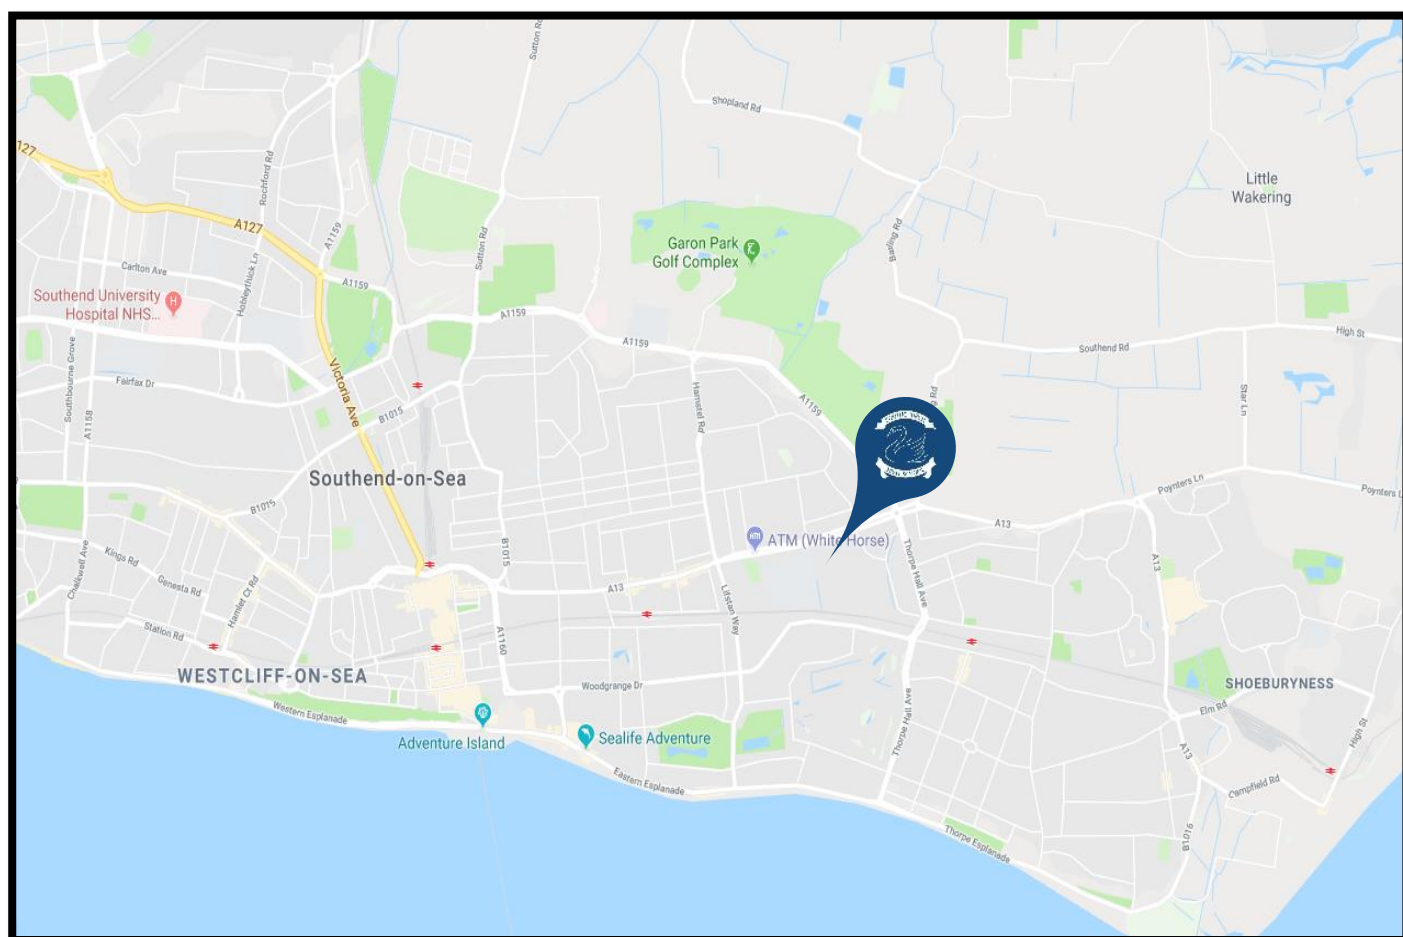 Sutton Rd
Shopland Rd
127
Rochford Rd
Little
Wakering
A127
A1159
Sutton Rd
Barling Rd
Garon Park
Golf Complex
Carlton Ave
Hobleythick Ln
A1159
Southend University
Hospital NHS...
A1159
A1159
High St
Southend Rd
Southbourne Grove
Fairfax Dr
Victoria Ave
Hamstel Rd
Star Ln
A1158
B1015
A1159
Rd
Southend-on-Sea
Poynters Ln
Poynters L
B1015
A13
ATM (White Horse)
Kings Rd
Chalkwell Ave
Genesta Rd
Hamlet Ct Rd
B1015
A13
Lifstan Way
Thorpe Hall Ave
A13
Station Rd
A1160
WESTCLIFF-ON-SEA
Woodgrange Dr
SHOEBURYNESS
Western Esplanade
Thorpe Hall Ave
Elm Rd
High St
Adventure Island
Sealife Adventure
A13
Eastern Esplanade
Campfield Rd
Thorpe Esplanade
B1016